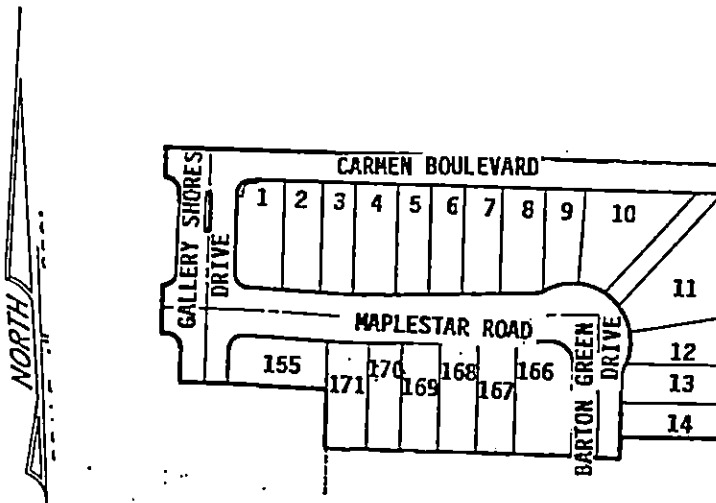 NORTH
CARMEN BOULEVARD
GALLERY SHORES
DRIVE
1 2 3 4 5 6 7 8 9 10
11
MAPLESTAR ROAD
BARTON GREEN
DRIVE
12
13
14
155 171 170 169 168 167 166